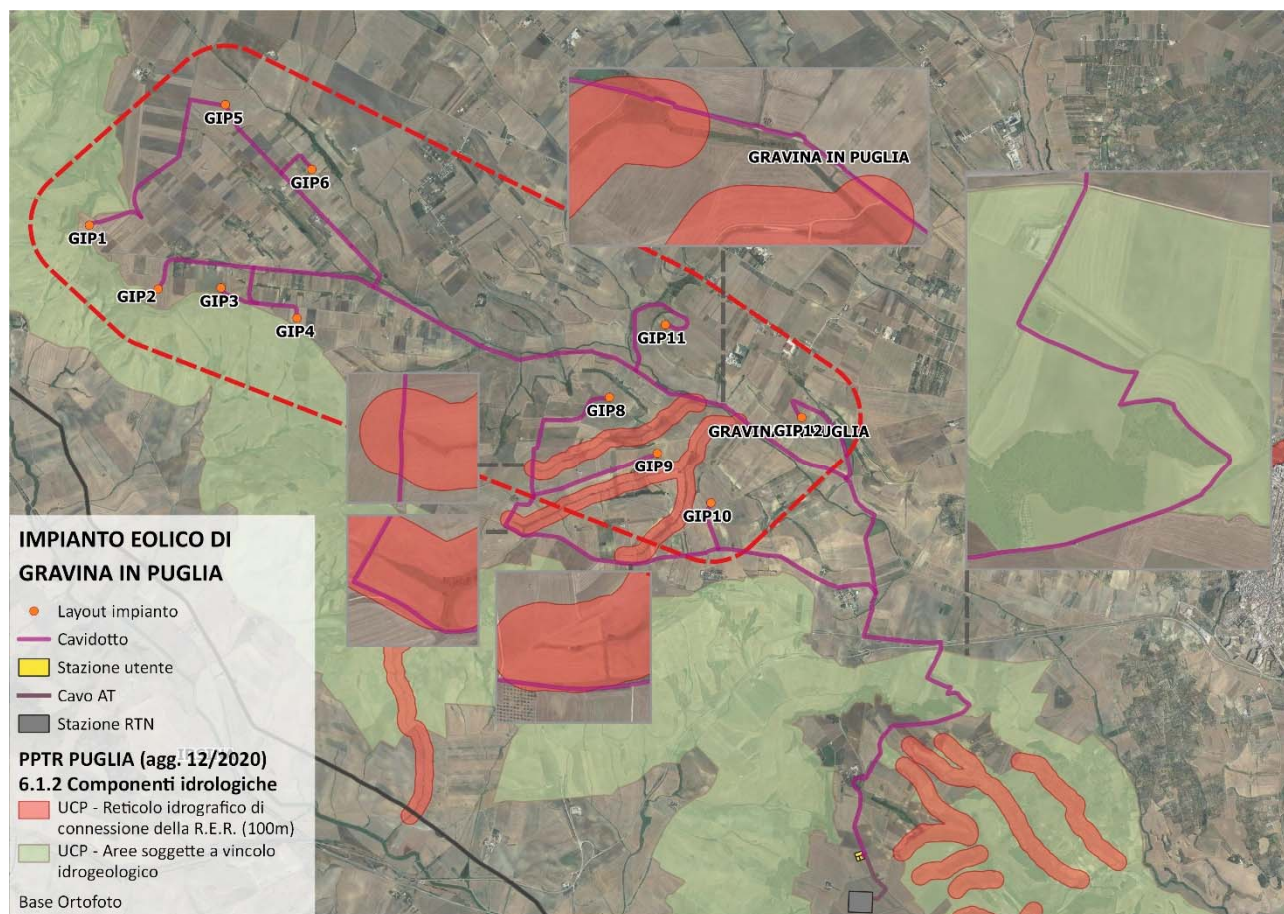 GRAVINA IN PUGLIA
GIP5
GIP6
GIP1
GIP2
GIP3
GIP4
GIP11
GIP8
GIP12
GIP9
GIP10
IMPIANTO EOLICO DI
GRAVINA IN PUGLIA
Layout impianto
Cavidotto
Stazione utente
Cavo AT
Stazione RTN
PPTR PUGLIA (agg. 12/2020)
6.1.2 Componenti idrologiche
UCP - Reticolo idrografico di
connessione della R.E.R. (100m)
UCP - Aree soggette a vincolo
idrogeologico
Base Ortofoto